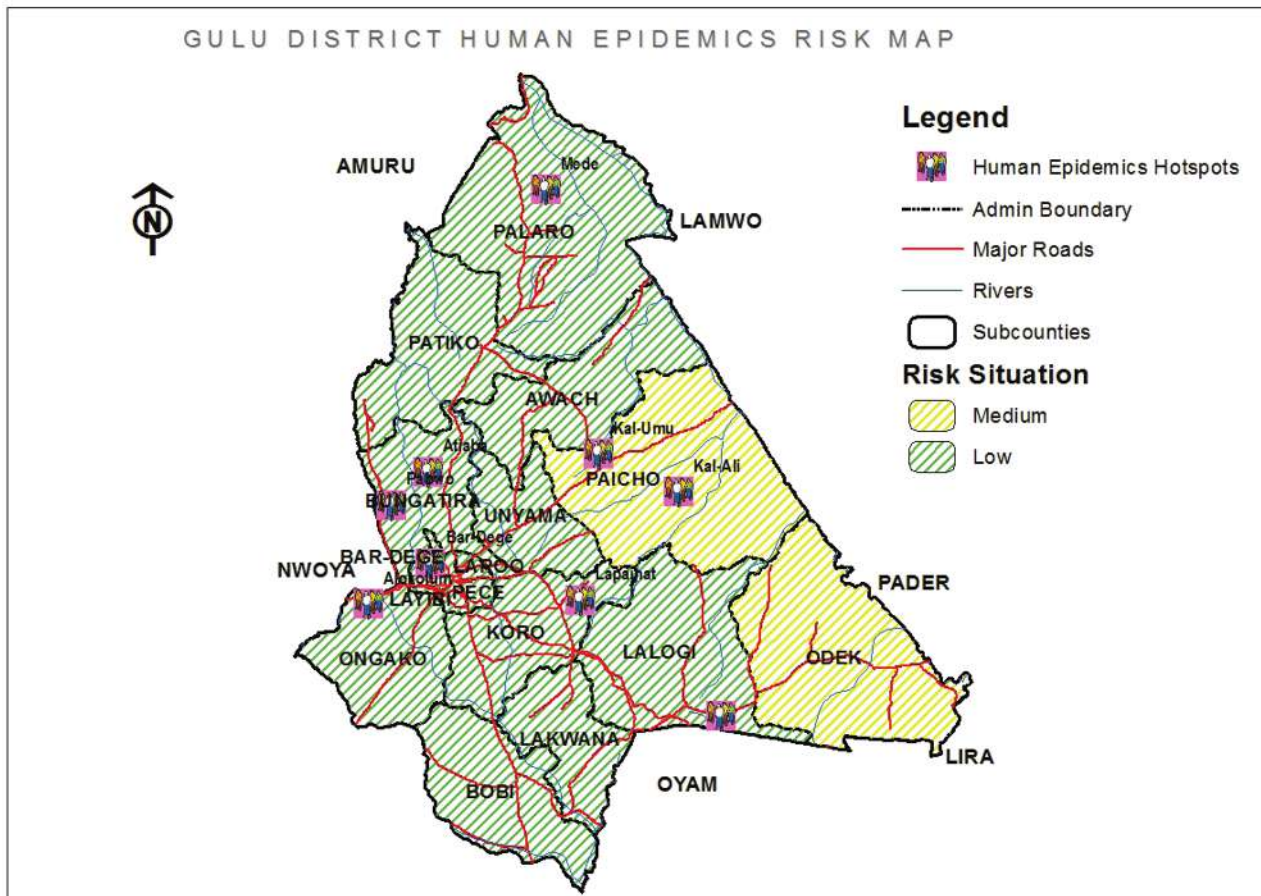 GULU DISTRICT HUMAN EPIDEMICS RISK MAP
Legend
Human Epidemics Hotspots
Admin Boundary
Major Roads
Rivers
Subcounties
Risk Situation
Medium
Low
AMURU
N
Mede
LAMWO
PALARO
PATIKO
AWACH
Kal-Umu
Atiaba
Kal-Ali
PAICHO
BUNGATIRA
UNYAMA
Bar-Dege
BAR-DEGE
LAROO
NWOYA
Alokolum
Lapainat
PADER
LAYIBI
PECE
KORO
ONGAKO
LALOGI
ODEK
LAKWANA
LIRA
OYAM
BOBI